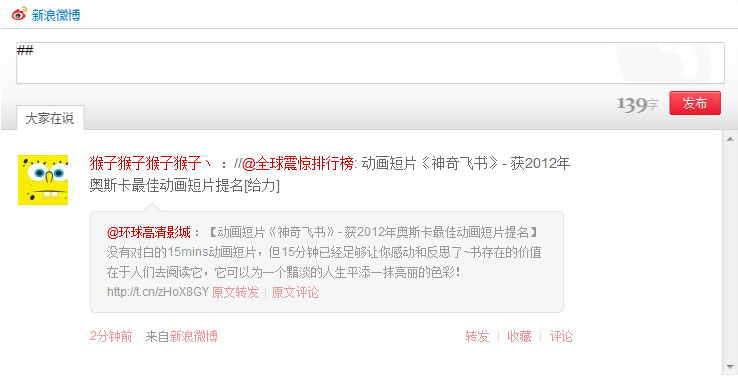 新浪微博
##
139字 发布
大家在说
猴子猴子猴子猴子丶 : //@全球震惊排行榜: 动画短片《神奇飞书》- 获2012年
奥斯卡最佳动画短片提名[给力]
@环球高清影城 : 【动画短片《神奇飞书》- 获2012年奥斯卡最佳动画短片提名】
没有对白的15mins动画短片，但15分钟已经足够让你感动和反思了~书存在的价值
在于人们去阅读它，它可以为一个黯淡的人生平添一抹亮丽的色彩！
http://t.cn/zHoX8GY 原文转发 | 原文评论
2分钟前 来自新浪微博 转发 | 收藏 | 评论